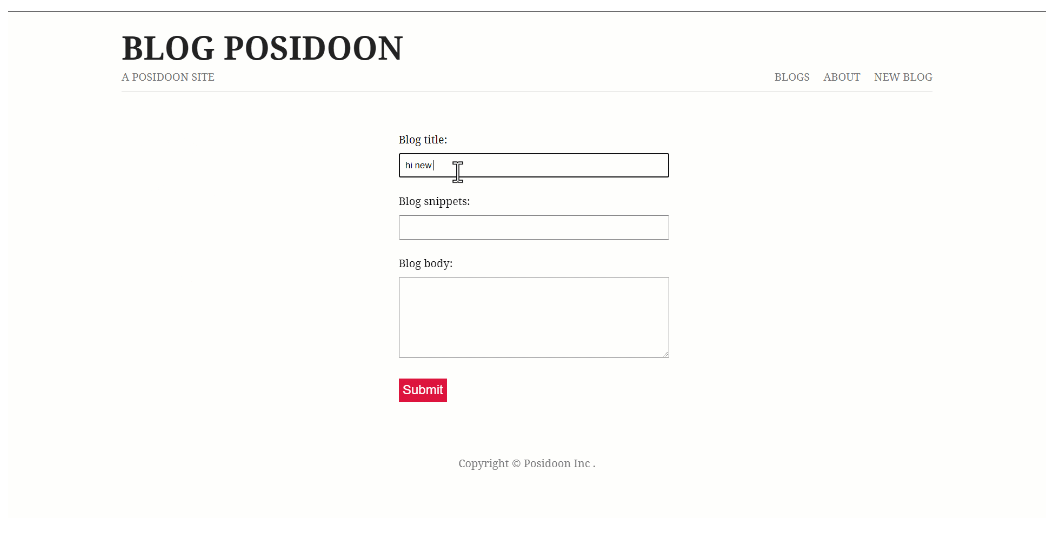 BLOG POSIDOON
A POSIDOON SITE
BLOGS ABOUT NEW BLOG
Blog title:
hi new
Blog snippets:
Blog body:
Submit
Copyright © Posidoon Inc .